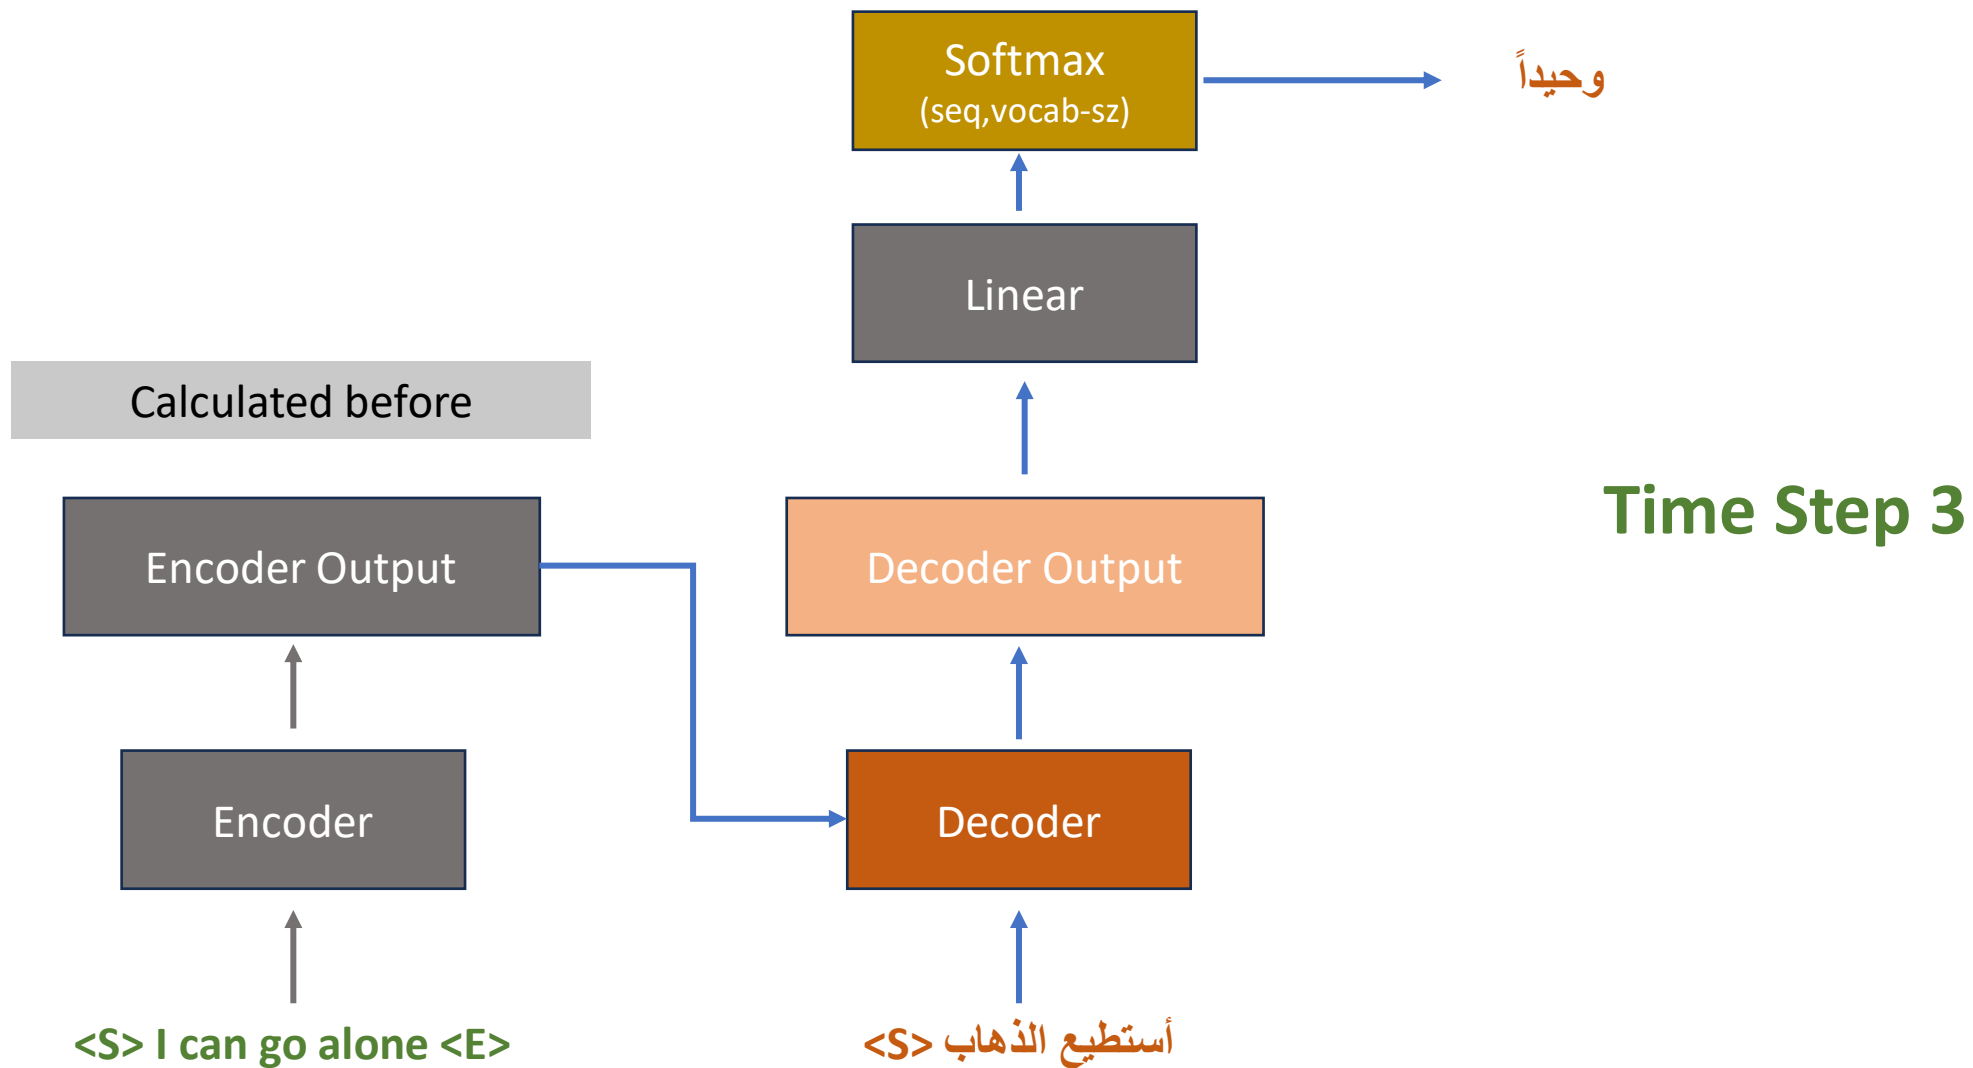 Softmax
(seq,vocab-sz)
وحيداً
Linear
Calculated before
Time Step 3
Encoder Output
Decoder Output
Encoder
Decoder
<S> I can go alone <E>
<S> أستطيع الذهاب